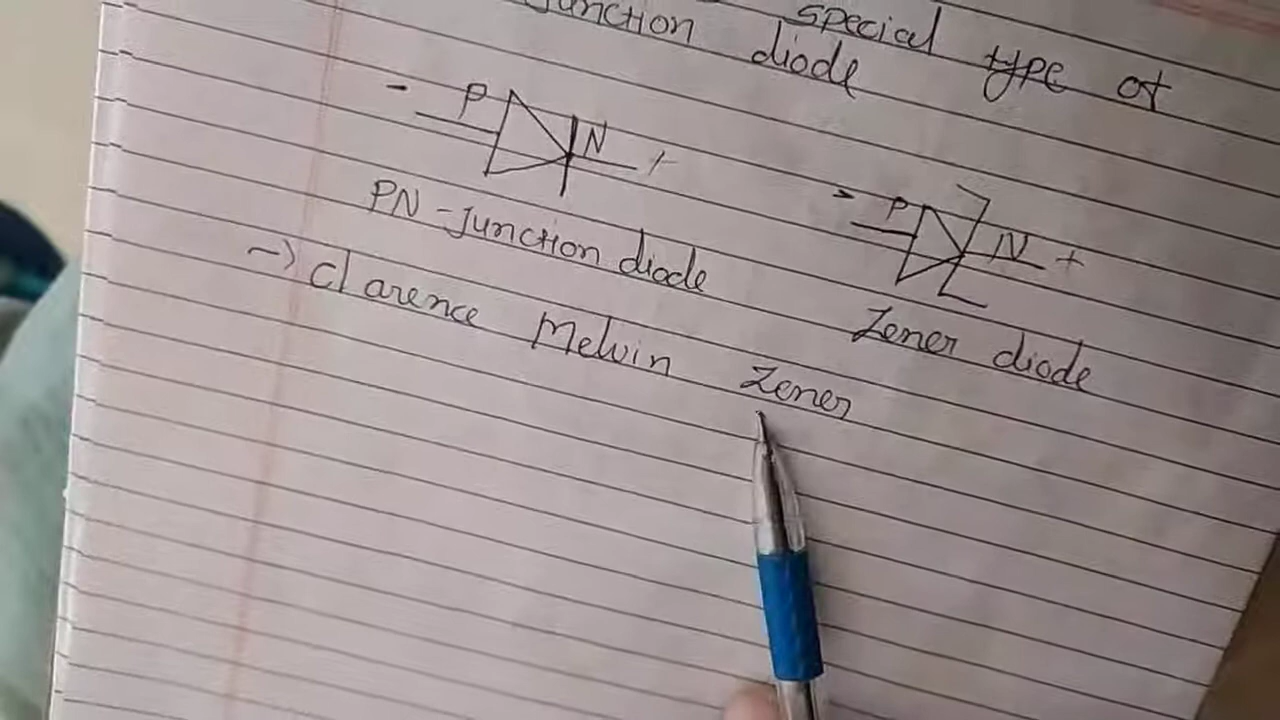 special type of
Junction diode
- P N +
- P N +
PN-Junction diode
Zener diode
→ Clarence Melvin Zener